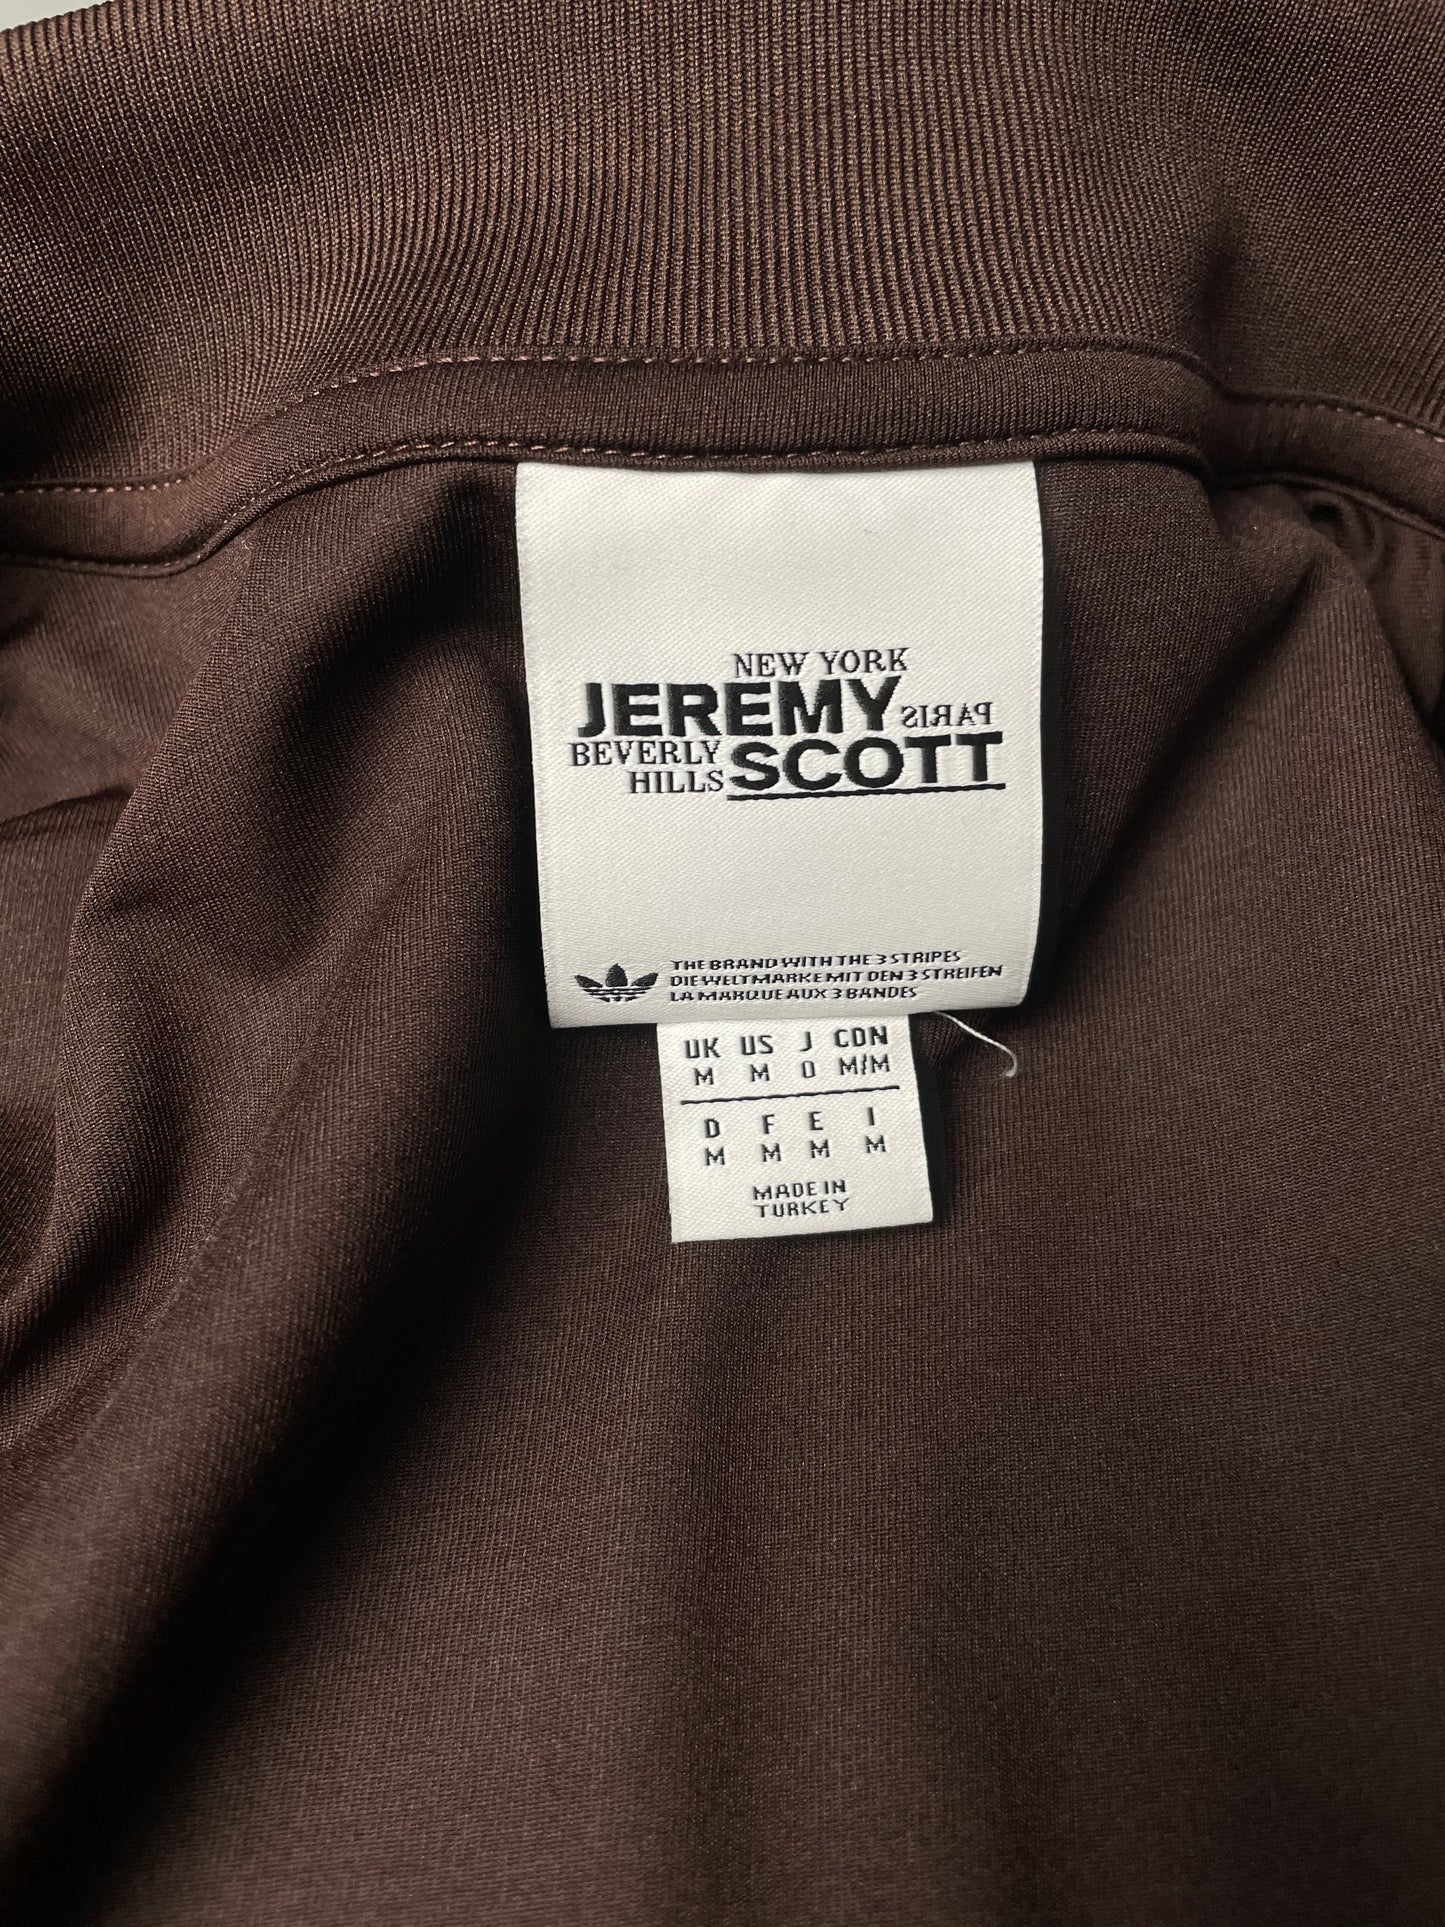 NEW YORK
JEREMY PARIS
BEVERLY SCOTT
HILLS
THE BRAND WITH THE 3 STRIPES
DIE WELTMARKE MIT DEN 3 STREIFEN
LA MARQUE AUX 3 BANDES
UK US J CDN
M M O M/M
D F E I
M M M M
MADE IN
TURKEY